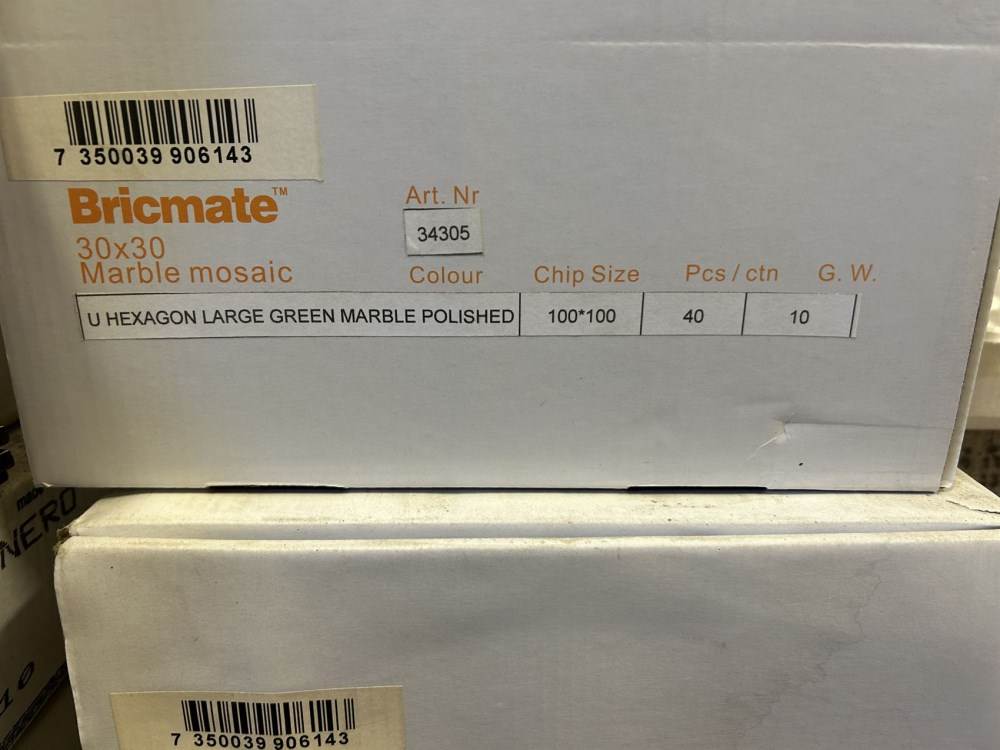 7 350039 906143
Bricmate™
30x30
Marble mosaic
Art. Nr
34305
Colour Chip Size Pcs / ctn G. W.
U HEXAGON LARGE GREEN MARBLE POLISHED 100*100 40 10
NERO
10
7 350039 906143